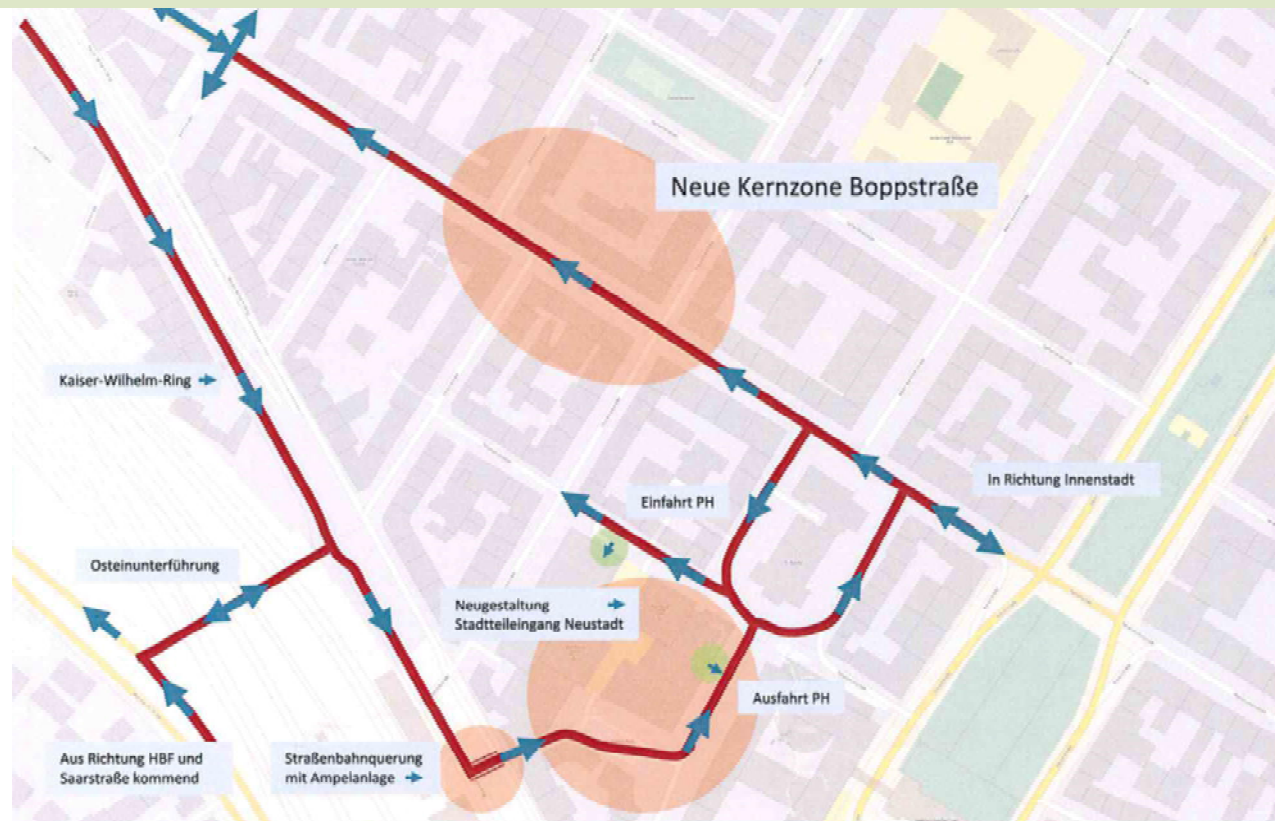 Neue Kernzone Boppstraße
Kaiser-Wilhelm-Ring
In Richtung Innenstadt
Einfahrt PH
Osteinunterführung
Neugestaltung
Stadtteileingang Neustadt
Ausfahrt PH
Aus Richtung HBF und
Saarstraße kommend
Straßenbahnquerung
mit Ampelanlage